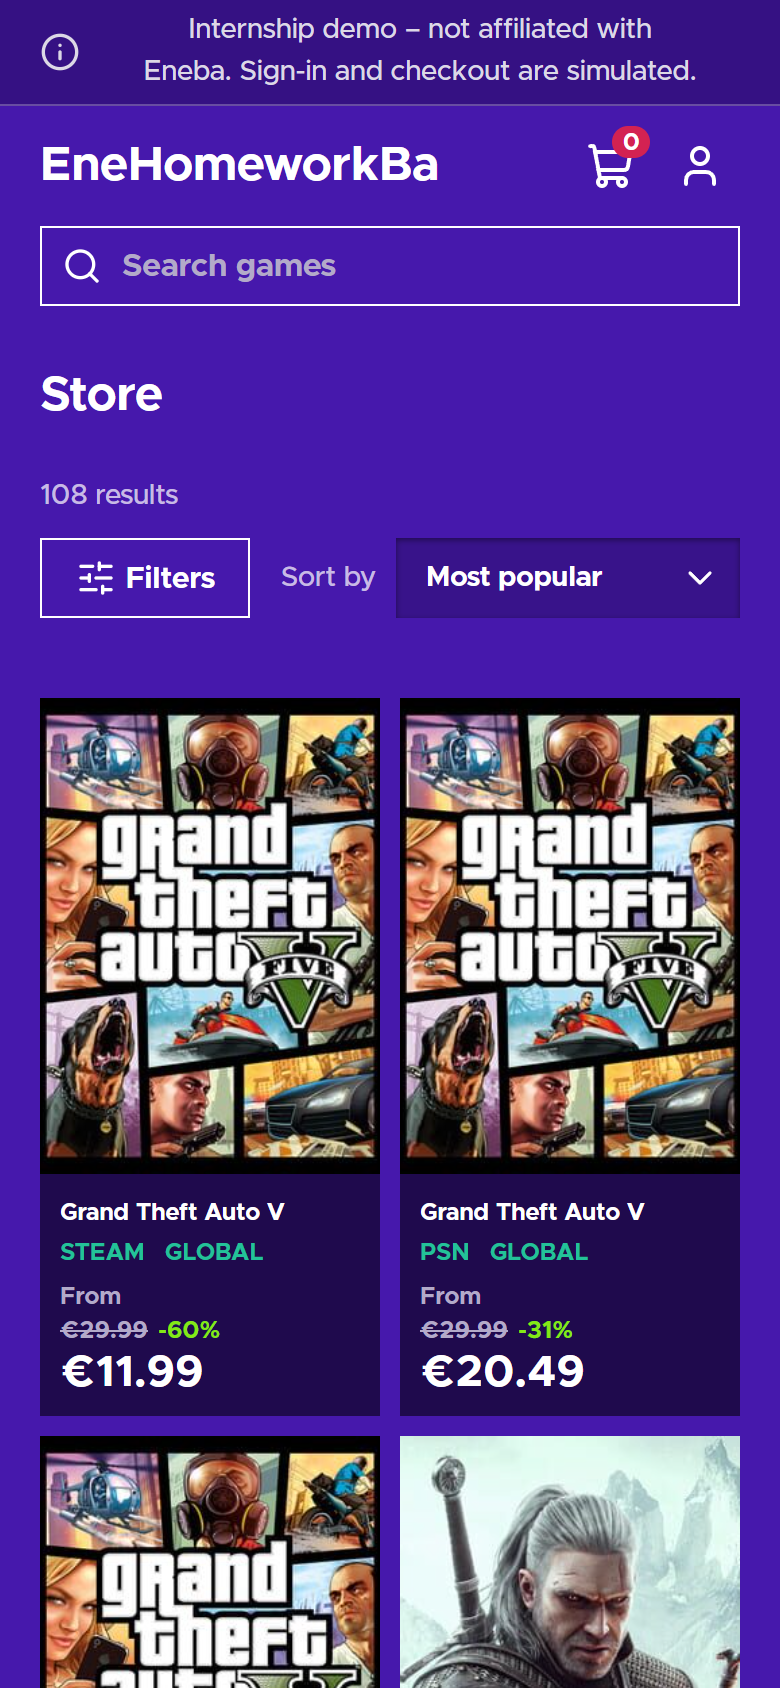 Internship demo – not affiliated with
Eneba. Sign-in and checkout are simulated.
EneHomeworkBa
0
Search games
Store
108 results
Filters
Sort by
Most popular
grand
theft
auto
V
FIVE
grand
theft
auto
V
FIVE
Grand Theft Auto V
STEAM GLOBAL
From
€29.99 -60%
€11.99
Grand Theft Auto V
PSN GLOBAL
From
€29.99 -31%
€20.49
grand
theft
auto